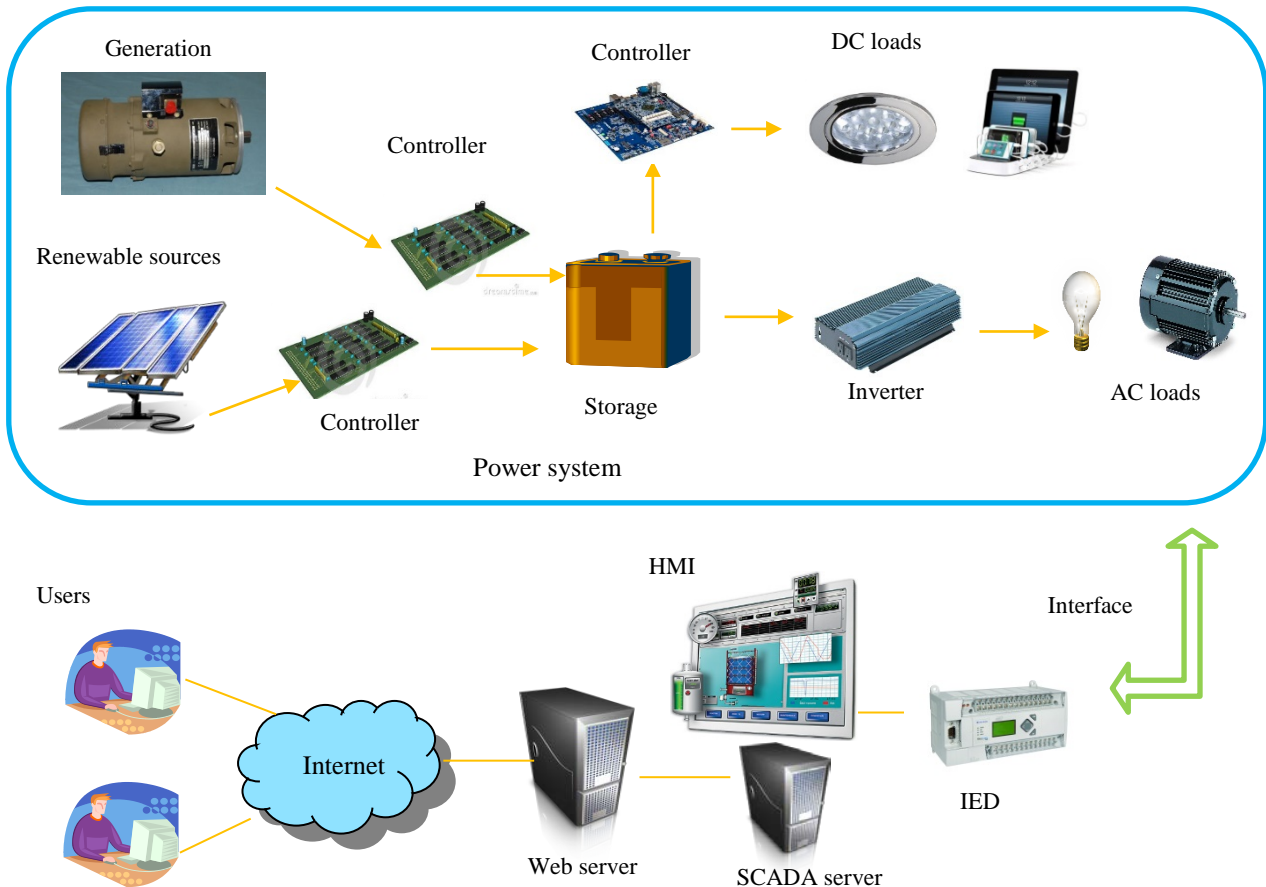 Generation
Controller
DC loads
Controller
Renewable sources
Controller
Storage
Inverter
AC loads
Power system
HMI
Users
Interface
Internet
IED
Web server
SCADA server